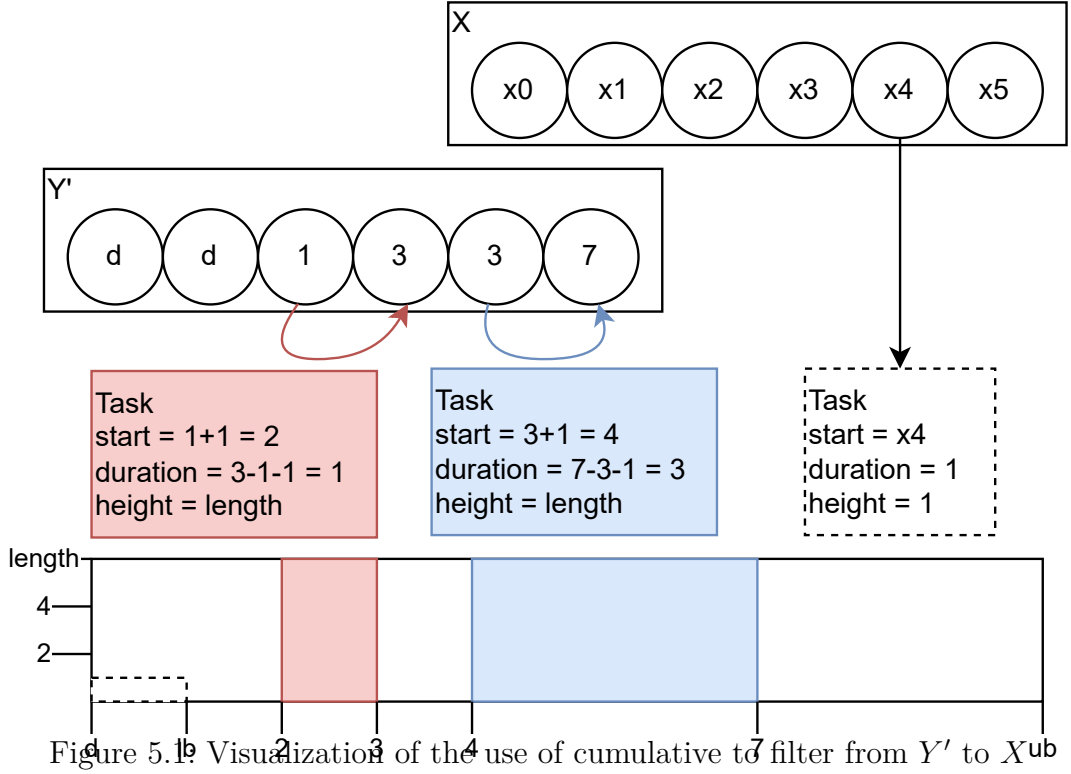 X
x0 x1 x2 x3 x4 x5
Y'
d d 1 3 3 7
Task
start = 1+1 = 2
duration = 3-1-1 = 1
height = length
Task
start = 3+1 = 4
duration = 7-3-1 = 3
height = length
Task
start = x4
duration = 1
height = 1
length
4
2
d b 2 3 4 7 ub
Figure 5.1: Visualization of the use of cumulative to filter from Y′ to X